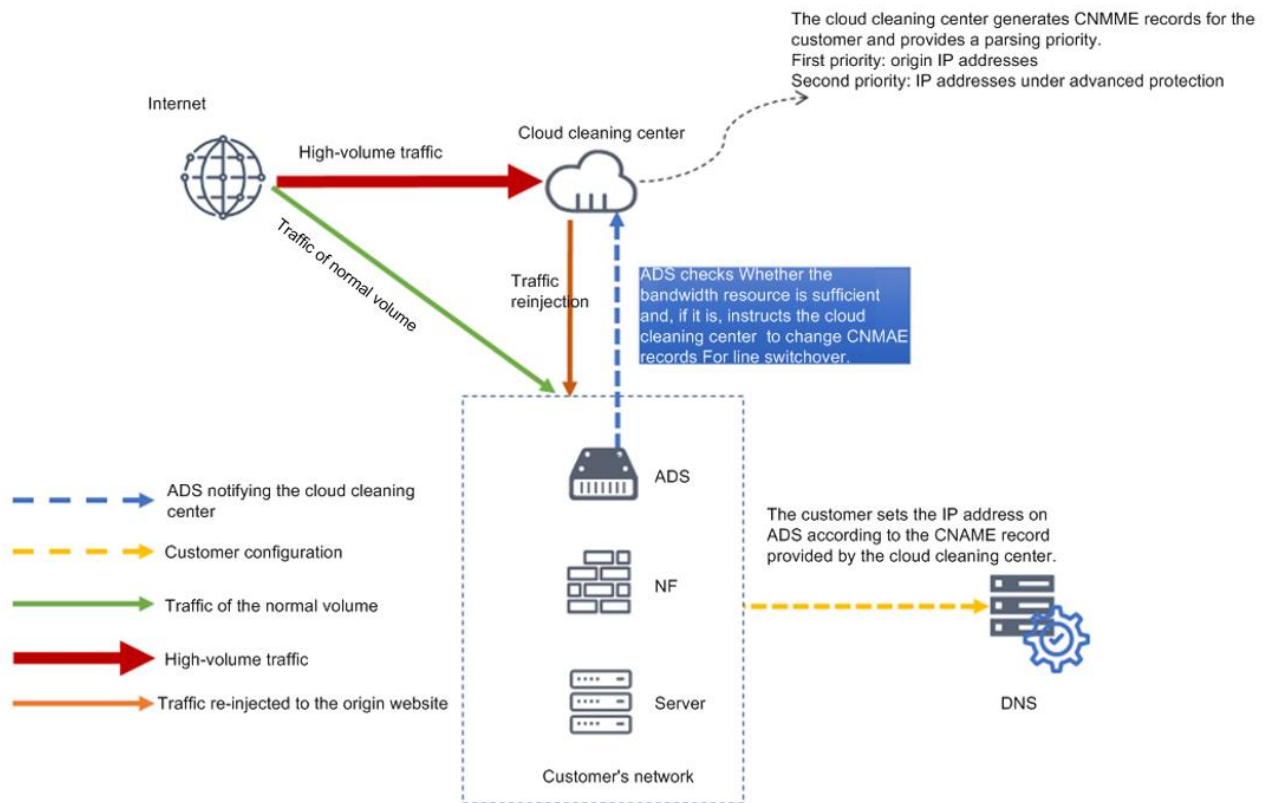 The cloud cleaning center generates CNMME records for the
customer and provides a parsing priority.
First priority: origin IP addresses
Second priority: IP addresses under advanced protection
Internet
Cloud cleaning center
High-volume traffic
Traffic of normal volume
Traffic
reinjection
ADS checks Whether the
bandwidth resource is sufficient
and, if it is, instructs the cloud
cleaning center to change CNMAE
records For line switchover.
ADS
NF
Server
Customer's network
The customer sets the IP address on
ADS according to the CNAME record
provided by the cloud cleaning center.
DNS
ADS notifying the cloud cleaning
center
Customer configuration
Traffic of the normal volume
High-volume traffic
Traffic re-injected to the origin website